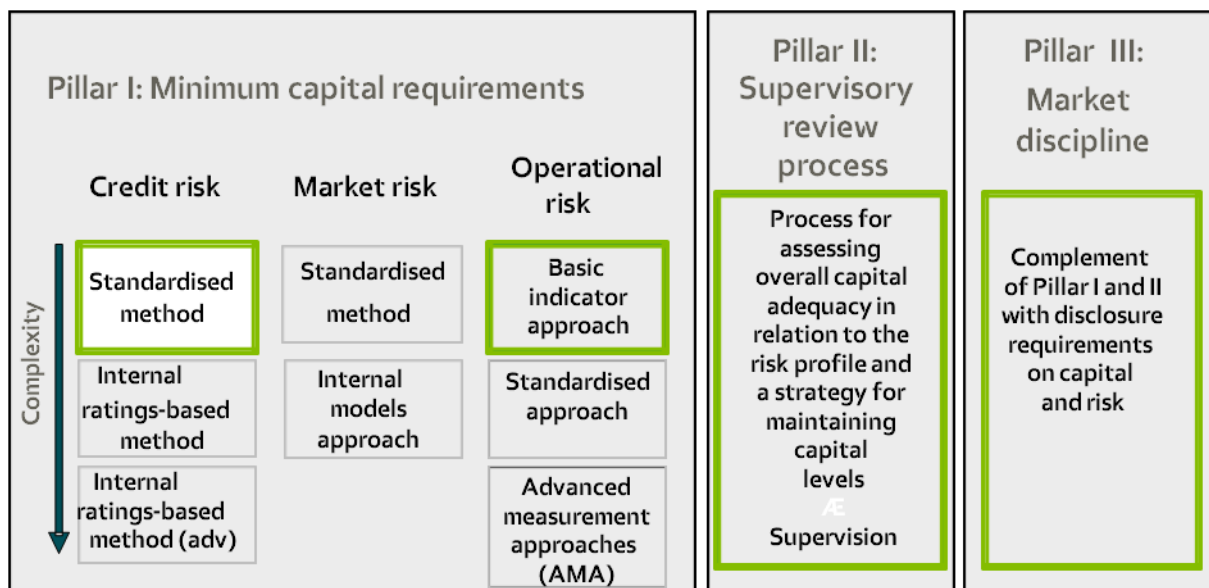 Pillar I: Minimum capital requirements
Credit risk
Market risk
Operational
risk
Complexity
Standardised
method
Internal
ratings-based
method
Internal
ratings-based
method (adv)
Standardised
method
Internal
models
approach
Basic
indicator
approach
Standardised
approach
Advanced
measurement
approaches
(AMA)
Pillar II:
Supervisory
review
process
Process for
assessing
overall capital
adequacy in
relation to the
risk profile and
a strategy for
maintaining
capital
levels
Æ
Supervision
Pillar III:
Market
discipline
Complement
of Pillar I and II
with disclosure
requirements
on capital
and risk